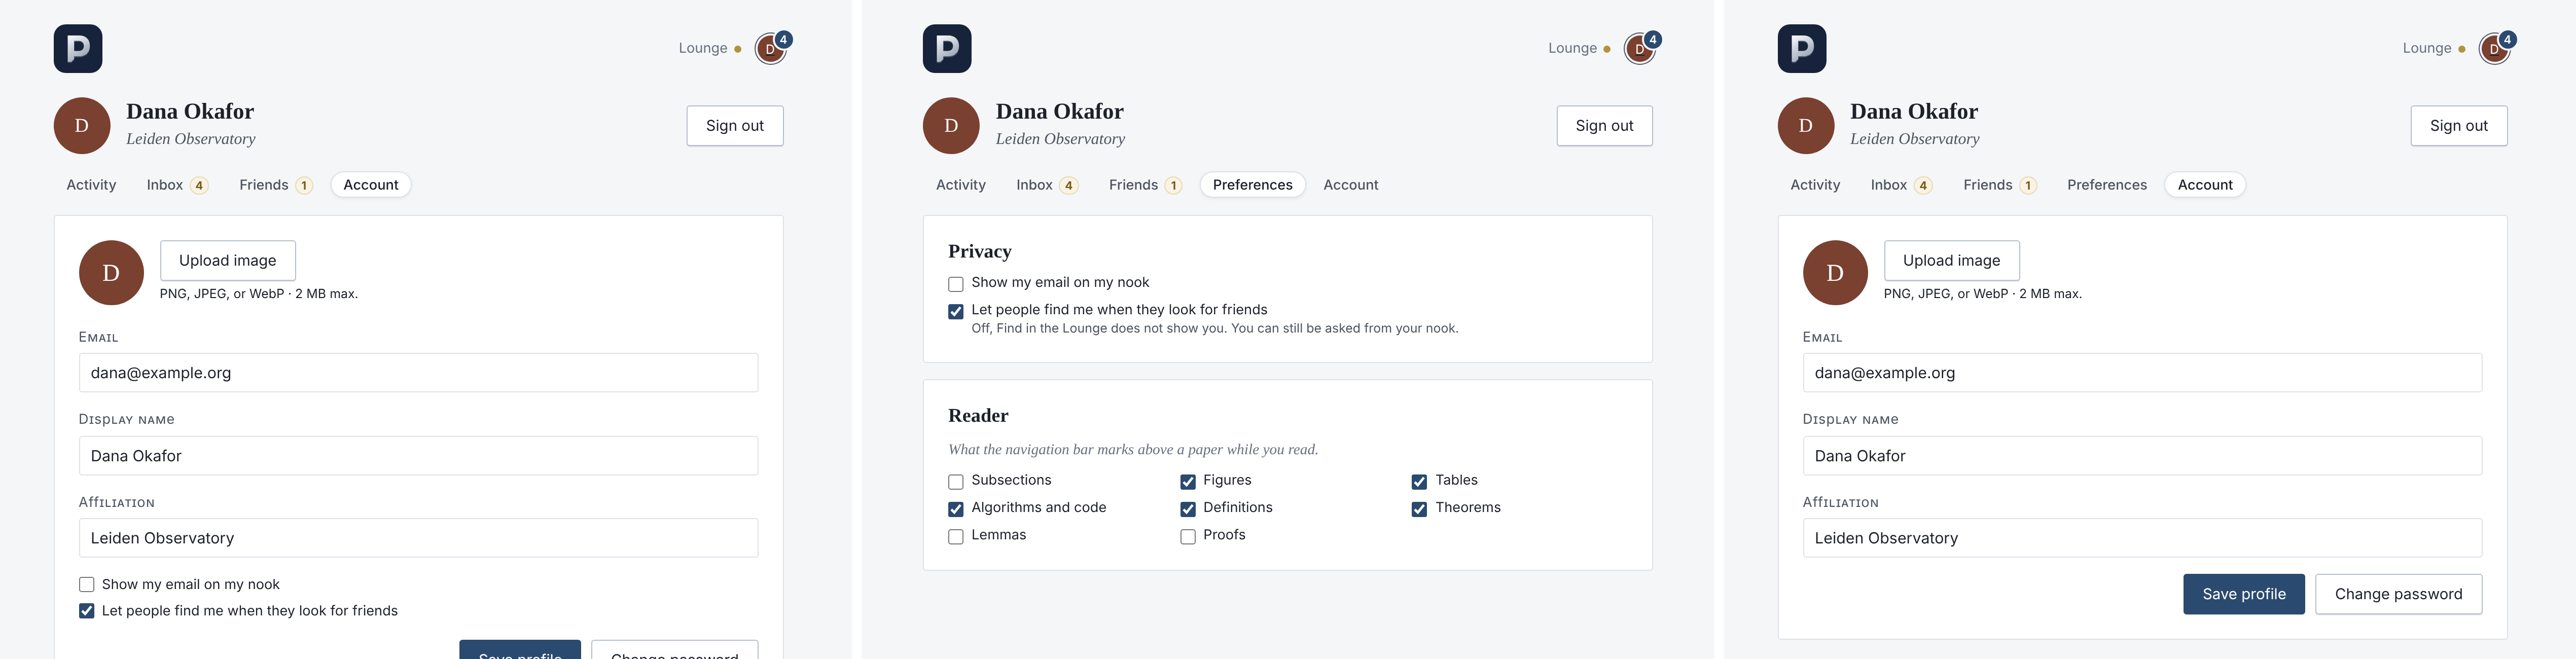 P
Lounge
D
4
D
Dana Okafor
Leiden Observatory
Sign out
Activity
Inbox 4
Friends 1
Account
D
Upload image
PNG, JPEG, or WebP · 2 MB max.
Email
dana@example.org
Display name
Dana Okafor
Affiliation
Leiden Observatory
Show my email on my nook
Let people find me when they look for friends
Save profile
Change password
P
Lounge
D
4
D
Dana Okafor
Leiden Observatory
Sign out
Activity
Inbox 4
Friends 1
Preferences
Account
Privacy
Show my email on my nook
Let people find me when they look for friends
Off, Find in the Lounge does not show you. You can still be asked from your nook.
Reader
What the navigation bar marks above a paper while you read.
Subsections
Figures
Tables
Algorithms and code
Definitions
Theorems
Lemmas
Proofs
P
Lounge
D
4
D
Dana Okafor
Leiden Observatory
Sign out
Activity
Inbox 4
Friends 1
Preferences
Account
D
Upload image
PNG, JPEG, or WebP · 2 MB max.
Email
dana@example.org
Display name
Dana Okafor
Affiliation
Leiden Observatory
Save profile
Change password